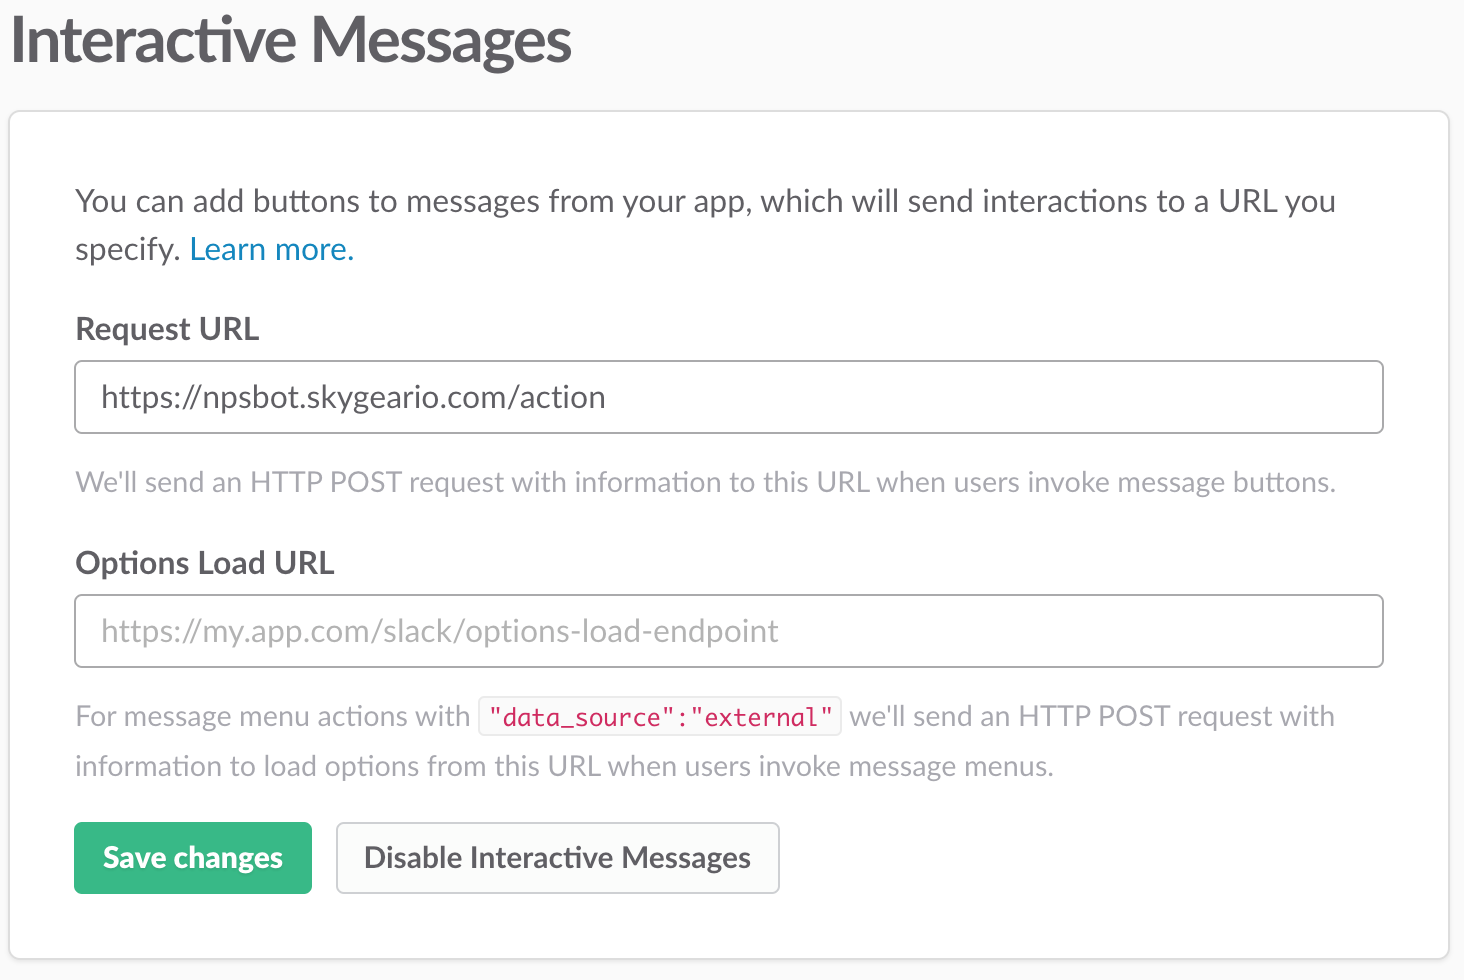 Interactive Messages
You can add buttons to messages from your app, which will send interactions to a URL you
specify. Learn more.
Request URL
https://npsbot.skygeario.com/action
We'll send an HTTP POST request with information to this URL when users invoke message buttons.
Options Load URL
https://my.app.com/slack/options-load-endpoint
For message menu actions with "data_source":"external" we'll send an HTTP POST request with
information to load options from this URL when users invoke message menus.
Save changes
Disable Interactive Messages